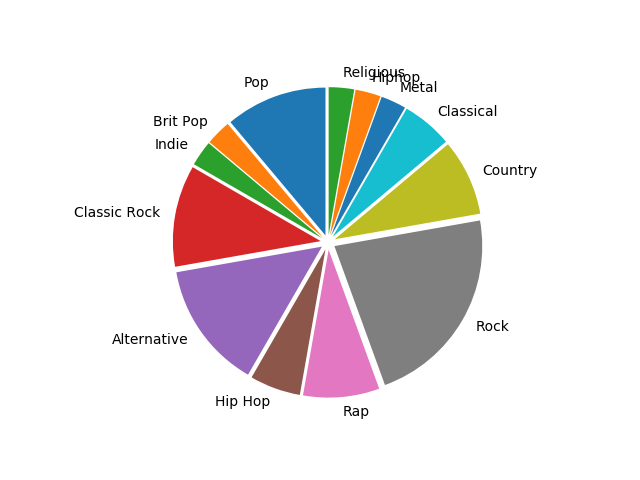 Religious
Hiphop
Pop
Metal
Classical
Brit Pop
Indie
Country
Classic Rock
Rock
Alternative
Hip Hop
Rap